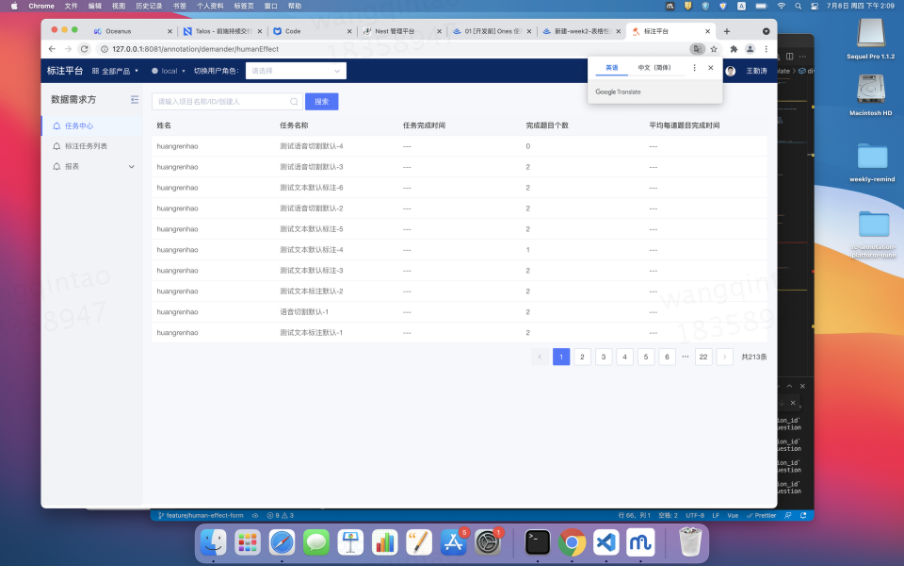 Chrome 文件 编辑 视图 历史记录 书签 个人资料 标签页 窗口 帮助
7月8日 周四 下午2:09
Oceanus
Talos - 前端持续交
Code
Nest 管理平台
01 [开发前] Ones 任
新建-week2-表格
标注平台
127.0.0.1:8081/annotation/demander/humanEffect
标注平台 全部产品 local 切换用户角色: 请选择 王勤涛
英语 中文（简体）
Google Translate
数据需求方
任务中心
标注任务列表
报表
请输入项目名称/ID/创建人 搜索
姓名 任务名称 任务完成时间 完成题目个数 平均每道题目完成时间
huangrenhao 测试语音切割默认-4 --- 0 ---
huangrenhao 测试语音切割默认-3 --- 2 ---
huangrenhao 测试文本默认标注-6 --- 2 ---
huangrenhao 测试语音切割默认-2 --- 2 ---
huangrenhao 测试文本默认标注-5 --- 2 ---
huangrenhao 测试文本默认标注-4 --- 1 ---
huangrenhao 测试文本默认标注-3 --- 2 ---
huangrenhao 测试文本标注默认-2 --- 2 ---
huangrenhao 语音切割默认-1 --- 2 ---
huangrenhao 测试文本标注默认-1 --- 2 ---
1 2 3 4 5 6 ··· 22 共213条
Sequel Pro 1.1.2
Macintosh HD
weekly-remind
feature/human-effect-form 9 3 行 66，列 1 空格: 2 UTF-8 LF Vue Prettier
5
1